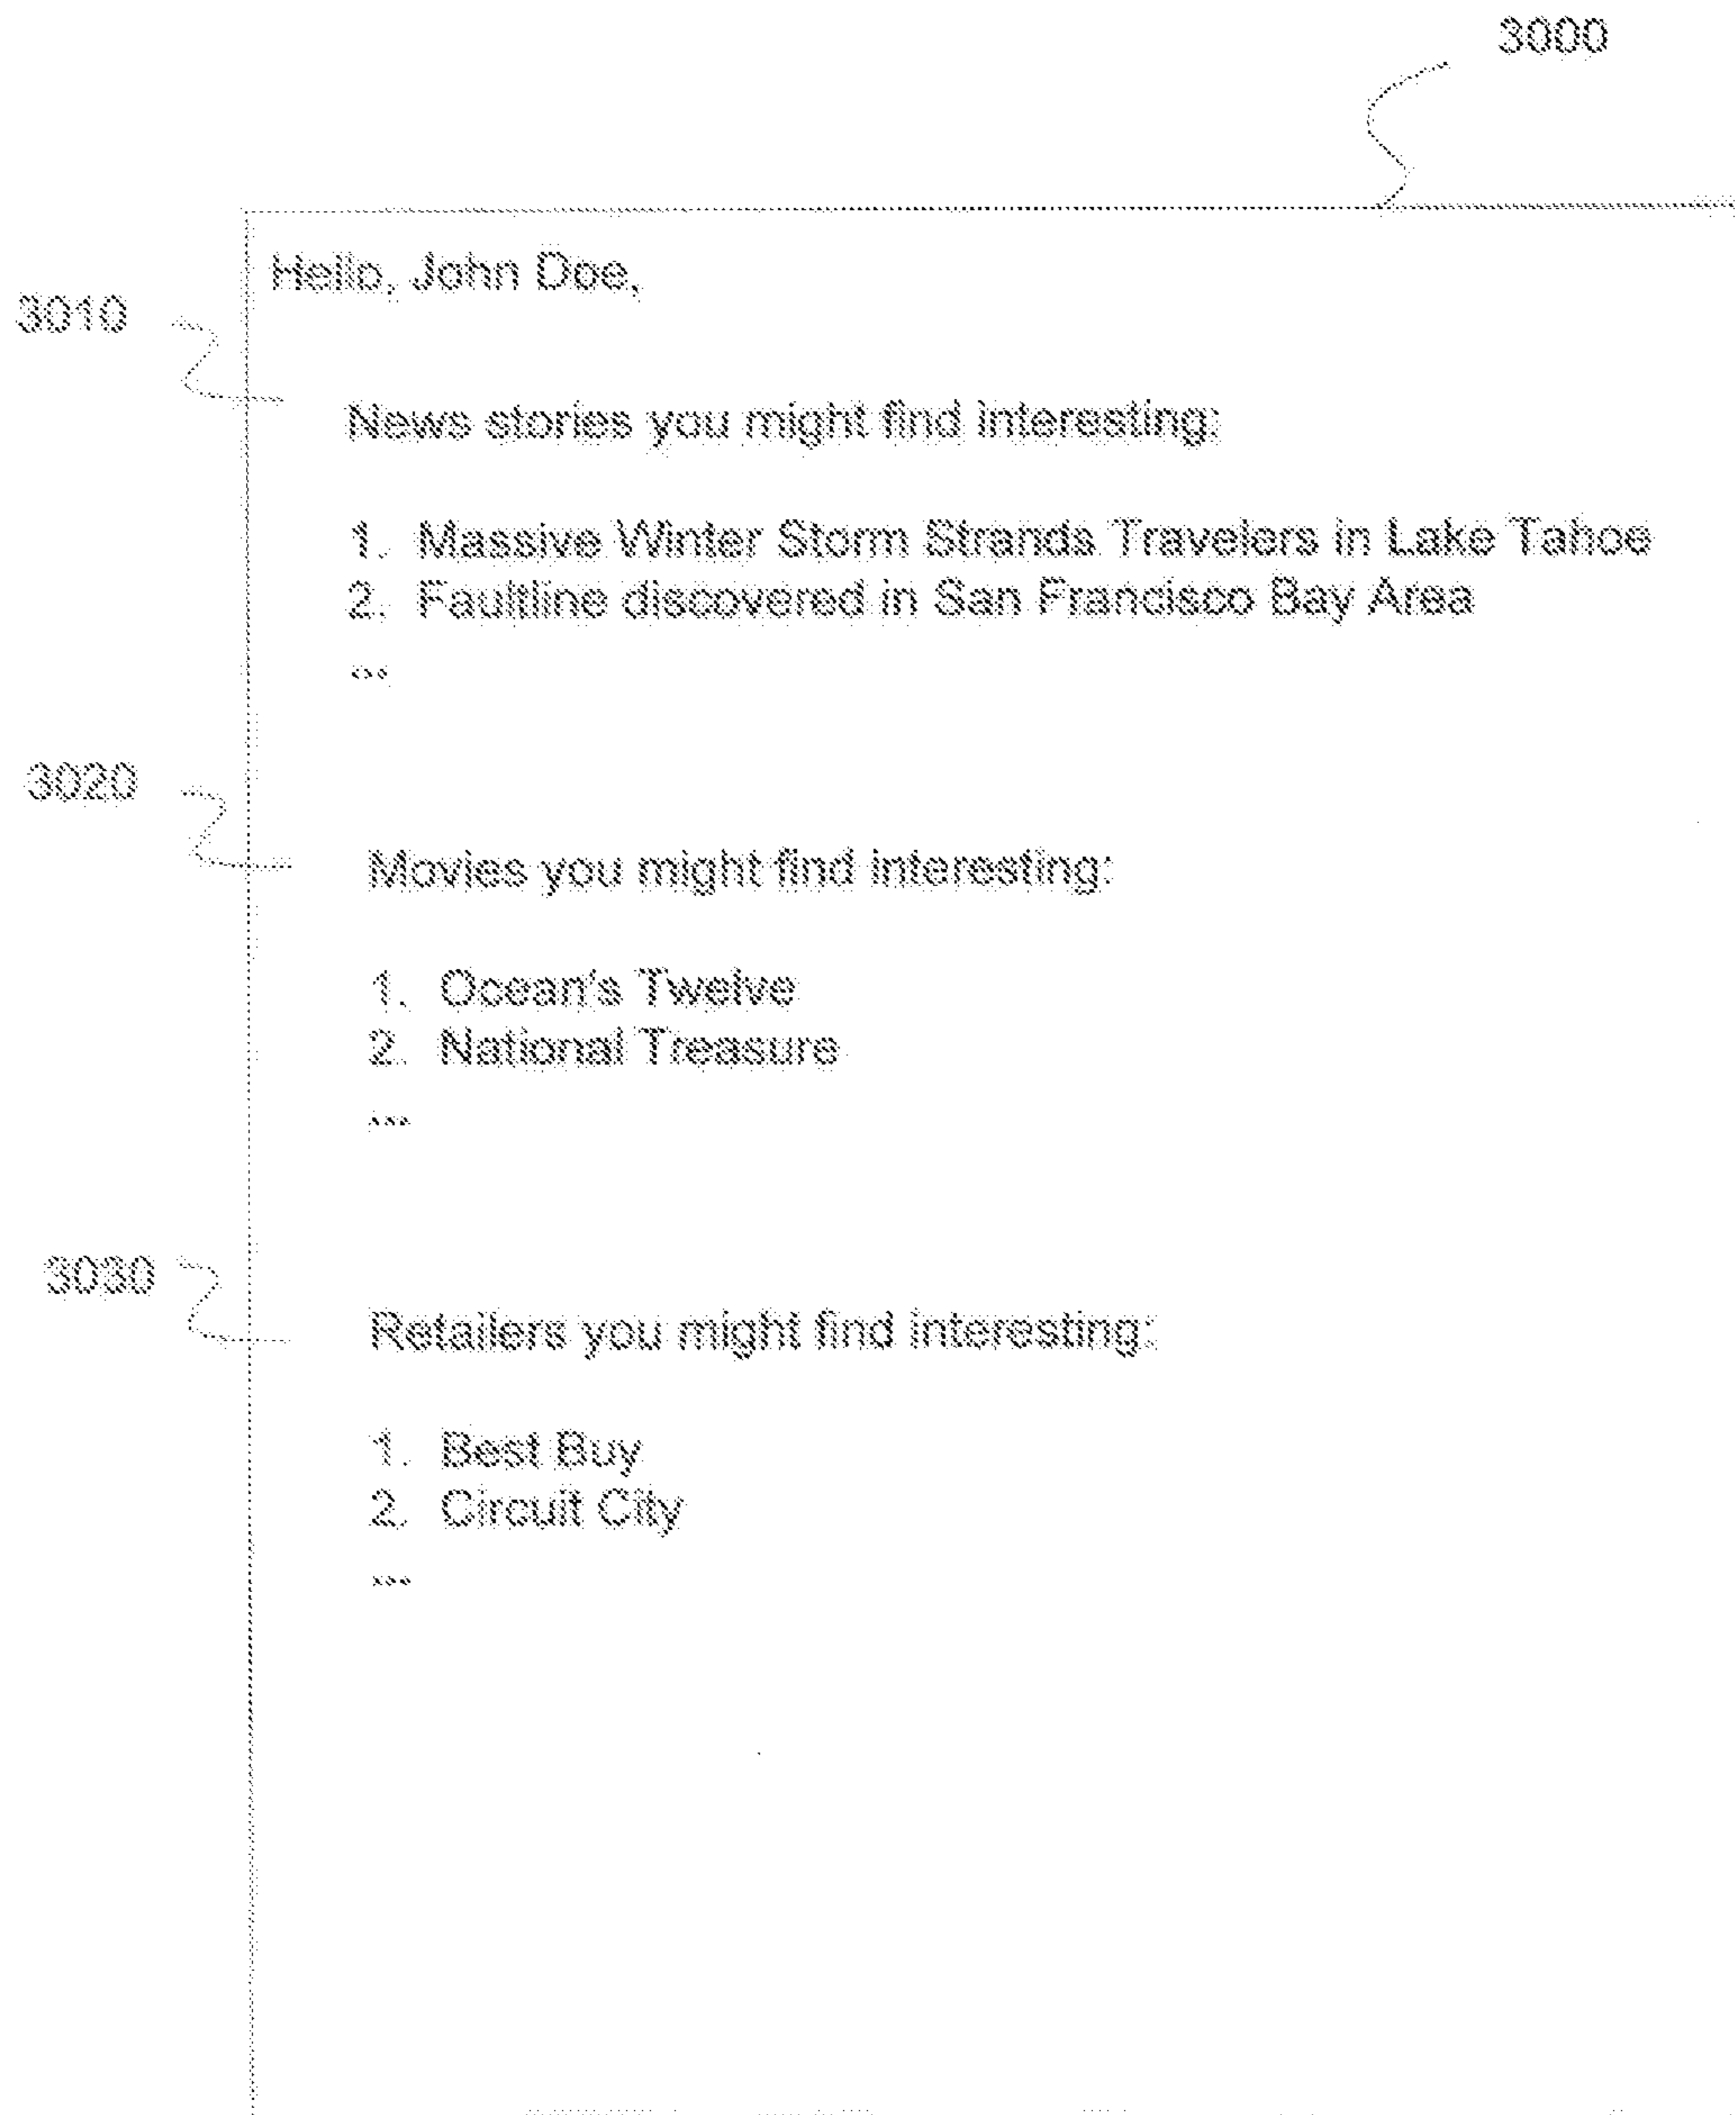 3000
Hello, John Doe,
3010
News stories you might find interesting:
1. Massive Winter Storm Strands Travelers in Lake Tahoe
2. Faultline discovered in San Francisco Bay Area
...
3020
Movies you might find interesting:
1. Ocean's Twelve
2. National Treasure
...
3030
Retailers you might find interesting:
1. Best Buy
2. Circuit City
...